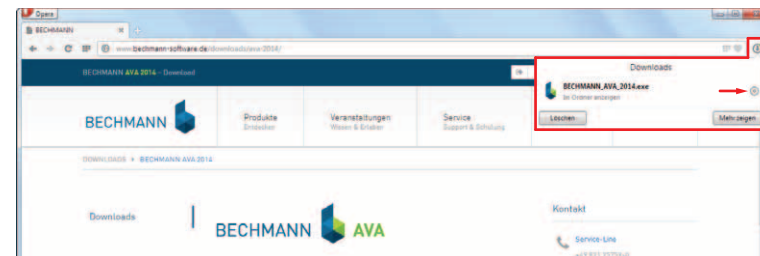 Opera
BECHMANN
www.bechmann-software.de/downloads/ava-2014/
BECHMANN AVA 2014 - Download
Downloads
BECHMANN_AVA_2014.exe
Im Ordner anzeigen
Löschen
Mehr zeigen
BECHMANN
Produkte
Entdecken
Veranstaltungen
Wissen & Erleben
Service
Support & Schulung
DOWNLOADS > BECHMANN AVA 2014
Downloads
BECHMANN AVA
Kontakt
Service-Line